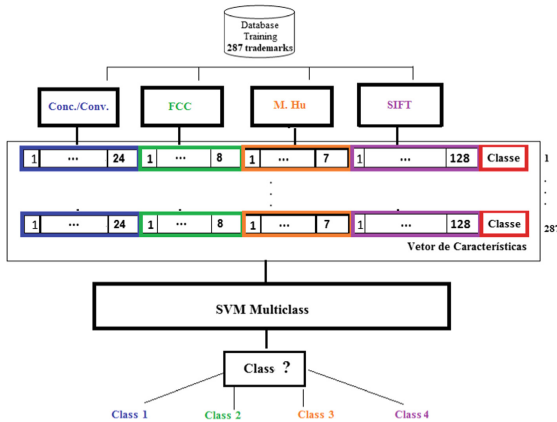 Database
Training
287 trademarks
Conc./Conv. FCC M. Hu SIFT
1 ... 24 1 ... 8 1 ... 7 1 ... 128 Classe 1
1 ... 24 1 ... 8 1 ... 7 1 ... 128 Classe 287
Vetor de Características
SVM Multiclass
Class ?
Class 1 Class 2 Class 3 Class 4